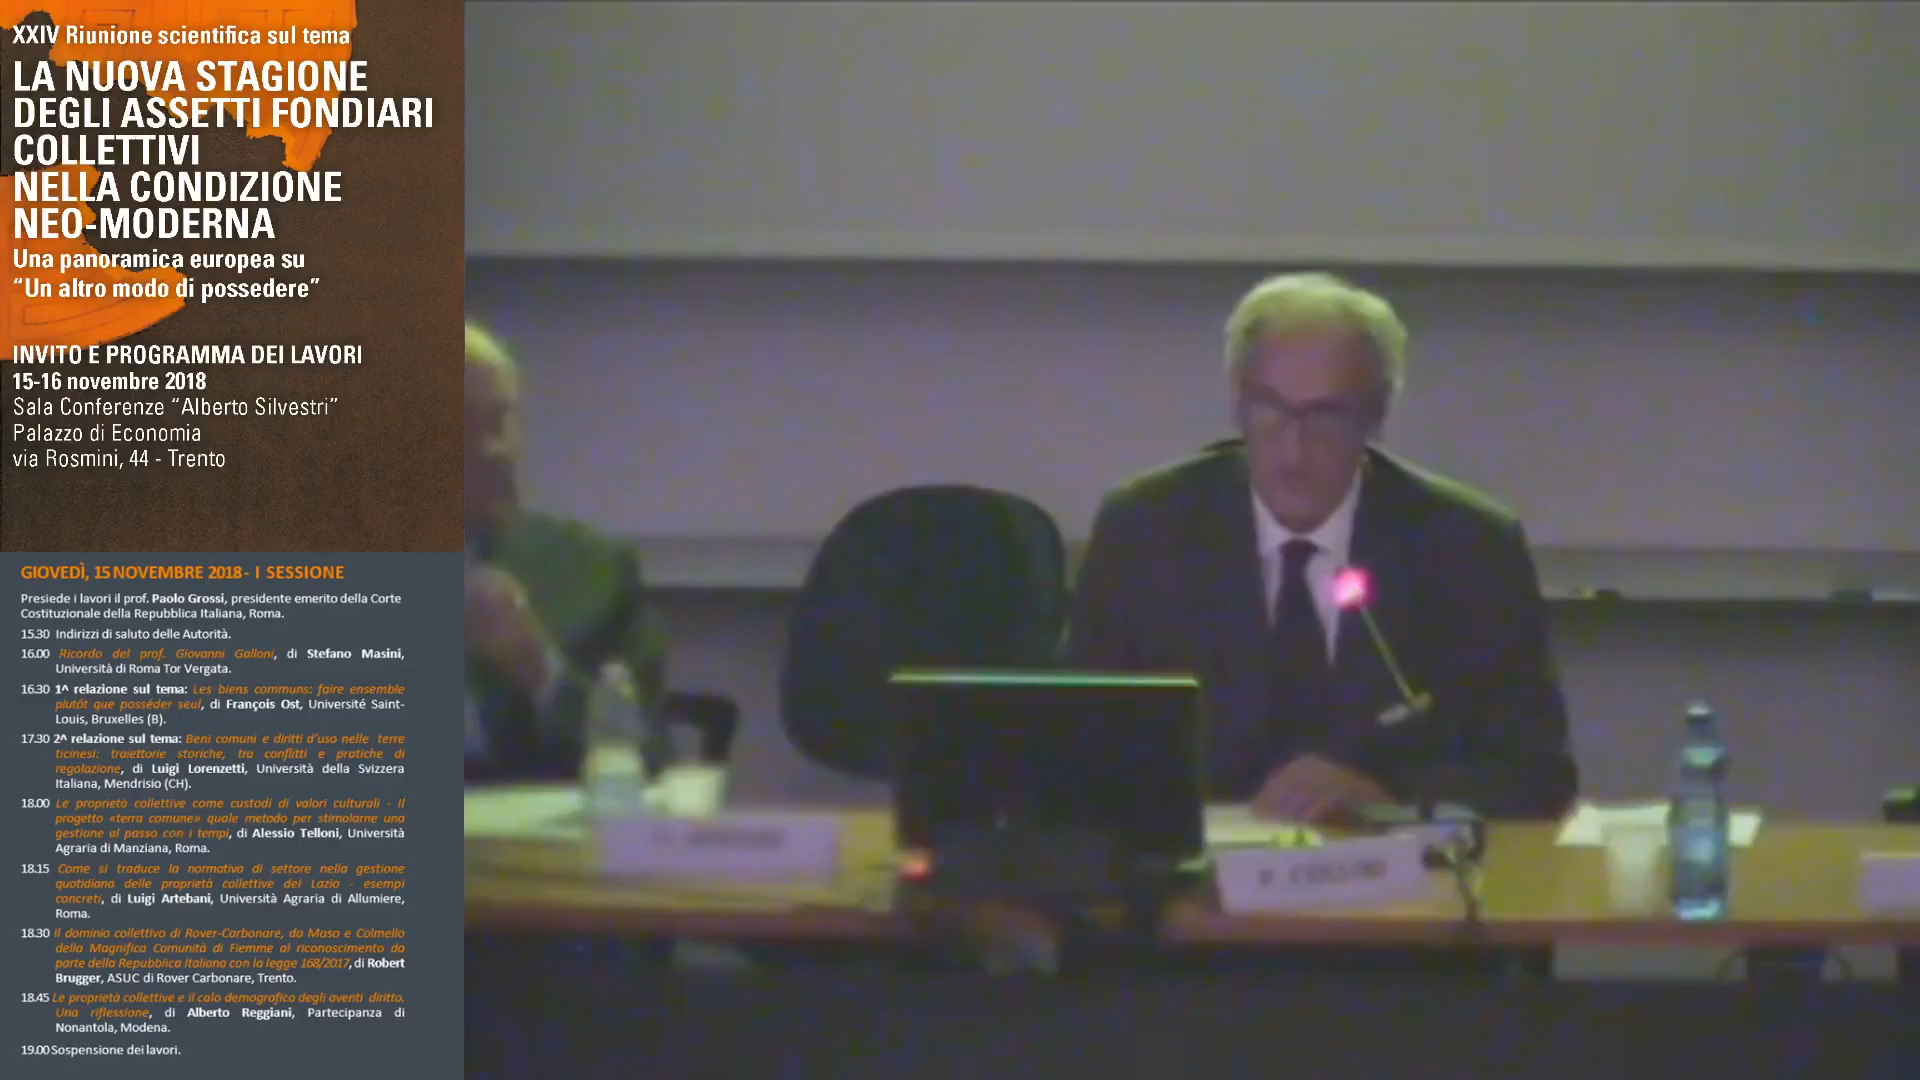 XXIV Riunione scientifica sul tema
LA NUOVA STAGIONE
DEGLI ASSETTI FONDIARI
COLLETTIVI
NELLA CONDIZIONE
NEO-MODERNA
Una panoramica europea su
“Un altro modo di possedere”
INVITO E PROGRAMMA DEI LAVORI
15-16 novembre 2018
Sala Conferenze “Alberto Silvestri”
Palazzo di Economia
via Rosmini, 44 - Trento
GIOVEDÌ, 15 NOVEMBRE 2018 - I SESSIONE
Presiede i lavori il prof. Paolo Grossi, presidente emerito della Corte
Costituzionale della Repubblica Italiana, Roma.
15.30 Indirizzi di saluto delle Autorità.
16.00 Ricordo del prof. Giovanni Galloni, di Stefano Masini,
Università di Roma Tor Vergata.
16.30 1^ relazione sul tema: Les biens communs: faire ensemble
plutôt que posséder seul, di François Ost, Université Saint-
Louis, Bruxelles (B).
17.30 2^ relazione sul tema: Beni comuni e diritti d'uso nelle terre
ticinesi: traiettorie storiche, tra conflitti e pratiche di
regolazione, di Luigi Lorenzetti, Università della Svizzera
Italiana, Mendrisio (CH).
18.00 Le proprietà collettive come custodi di valori culturali - Il
progetto «terra comune» quale metodo per stimolarne una
gestione al passo con i tempi, di Alessio Telloni, Università
Agraria di Manziana, Roma.
18.15 Come si traduce la normativa di settore nella gestione
quotidiana delle proprietà collettive del Lazio - esempi
concreti, di Luigi Artebani, Università Agraria di Allumiere,
Roma.
18.30 Il dominio collettivo di Rover-Carbonare, da Maso e Colmello
della Magnifica Comunità di Fiemme al riconoscimento da
parte della Repubblica Italiana con la legge 168/2017, di Robert
Brugger, ASUC di Rover Carbonare, Trento.
18.45 Le proprietà collettive e il calo demografico degli aventi diritto.
Una riflessione, di Alberto Reggiani, Partecipanza di
Nonantola, Modena.
19.00 Sospensione dei lavori.